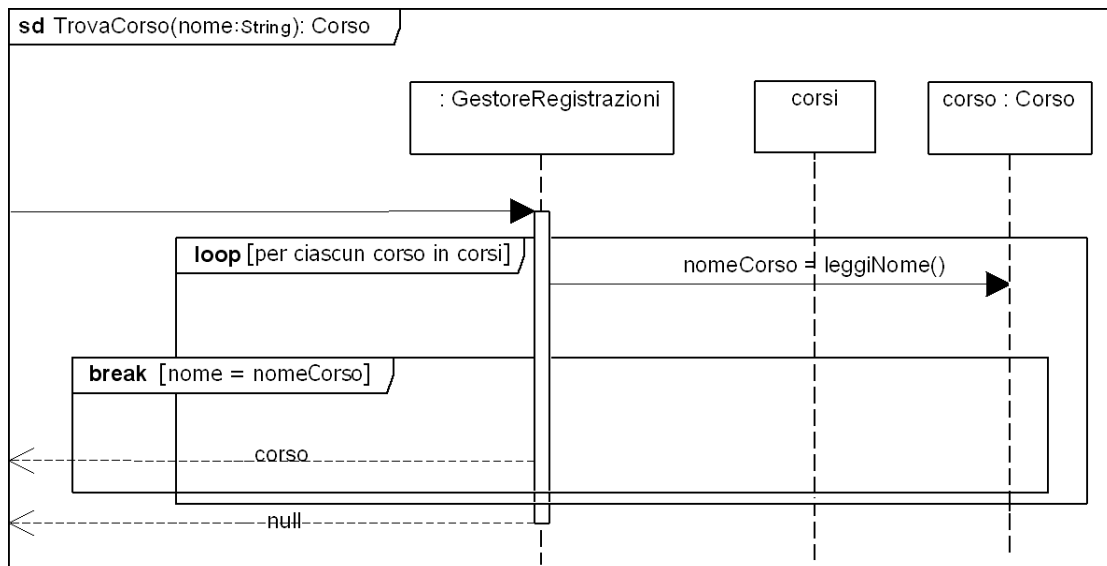 sd TrovaCorso(nome:String): Corso
: GestoreRegistrazioni
corsi
corso : Corso
loop [per ciascun corso in corsi]
nomeCorso = leggiNome()
break [nome = nomeCorso]
corso
null